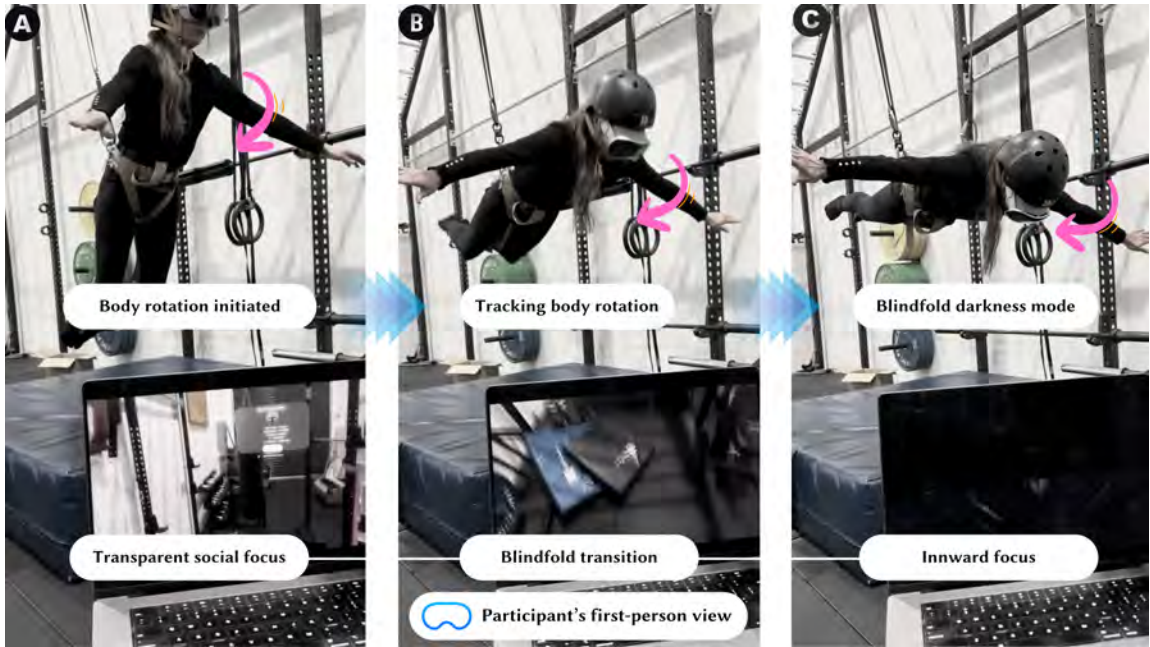 A
B
C
Body rotation initiated
Tracking body rotation
Blindfold darkness mode
Transparent social focus
Blindfold transition
Innward focus
Participant's first-person view